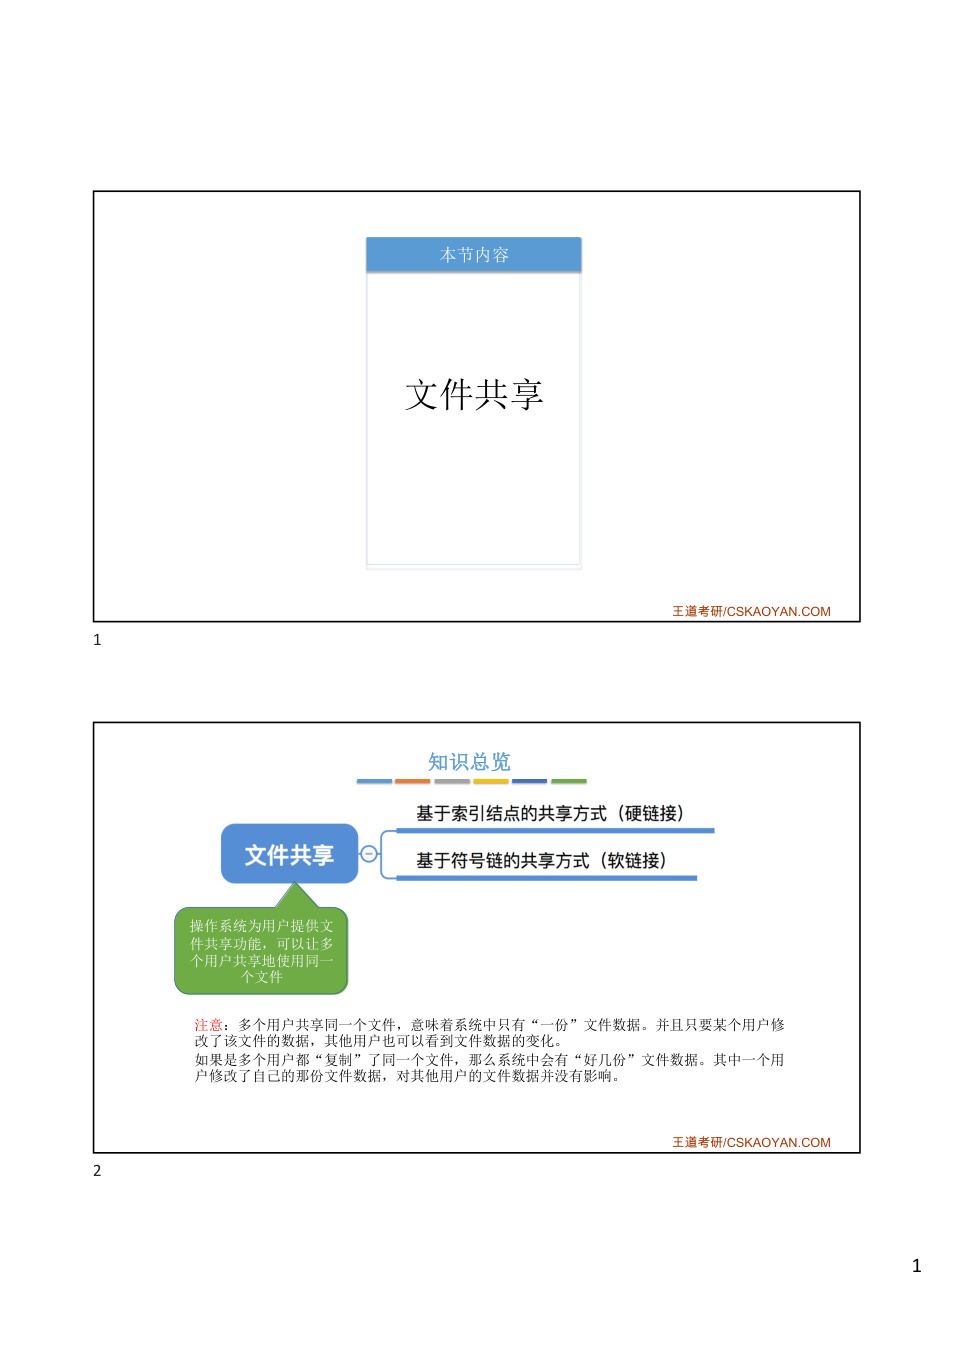 本节内容
文件共享
王道考研/CSKAOYAN.COM
1
知识总览
基于索引结点的共享方式（硬链接）
文件共享
基于符号链的共享方式（软链接）
操作系统为用户提供文
件共享功能，可以让多
个用户共享地使用同一
个文件
注意：多个用户共享同一个文件，意味着系统中只有“一份”文件数据。并且只要某个用户修
改了该文件的数据，其他用户也可以看到文件数据的变化。
如果是多个用户都“复制”了同一个文件，那么系统中会有“好几份”文件数据。其中一个用
户修改了自己的那份文件数据，对其他用户的文件数据并没有影响。
王道考研/CSKAOYAN.COM
2
1